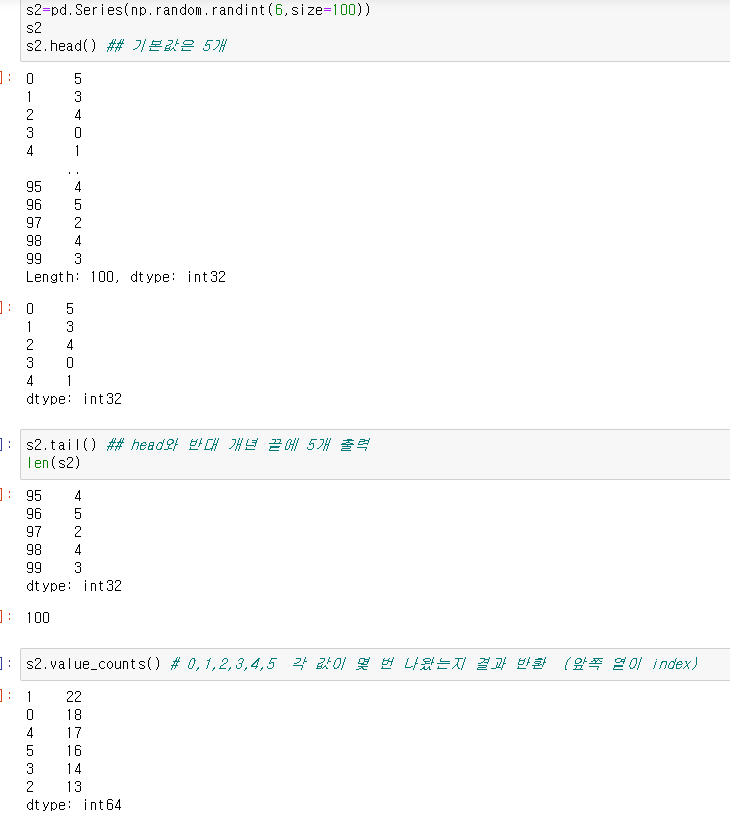 s2=pd.Series(np.random.randint(6,size=100))
s2
s2.head() ## 기본값은 5개
]: 0     5
1     3
2     4
3     0
4     1
..
95    4
96    5
97    2
98    4
99    3
Length: 100, dtype: int32
]: 0    5
1    3
2    4
3    0
4    1
dtype: int32
]: s2.tail() ## head와 반대 개념 끝에 5개 출력
len(s2)
]: 95    4
96    5
97    2
98    4
99    3
dtype: int32
]: 100
]: s2.value_counts() # 0,1,2,3,4,5  각 값이 몇 번 나왔는지 결과 반환  (앞쪽 열이 index)
]: 1    22
0    18
4    17
5    16
3    14
2    13
dtype: int64